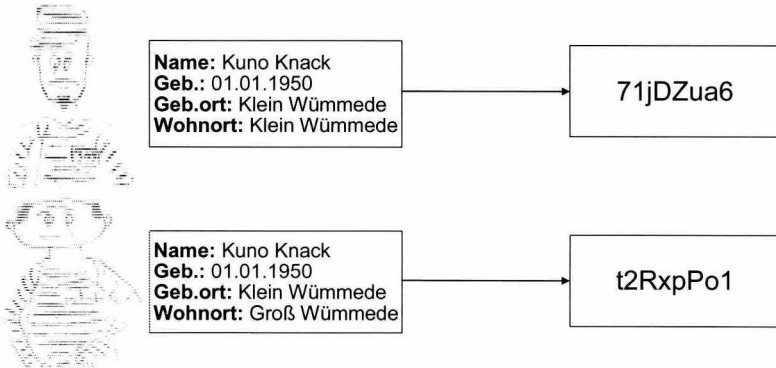 Name: Kuno Knack
Geb.: 01.01.1950
Geb.ort: Klein Wümmede
Wohnort: Klein Wümmede
71jDZua6
Name: Kuno Knack
Geb.: 01.01.1950
Geb.ort: Klein Wümmede
Wohnort: Groß Wümmede
t2RxpPo1